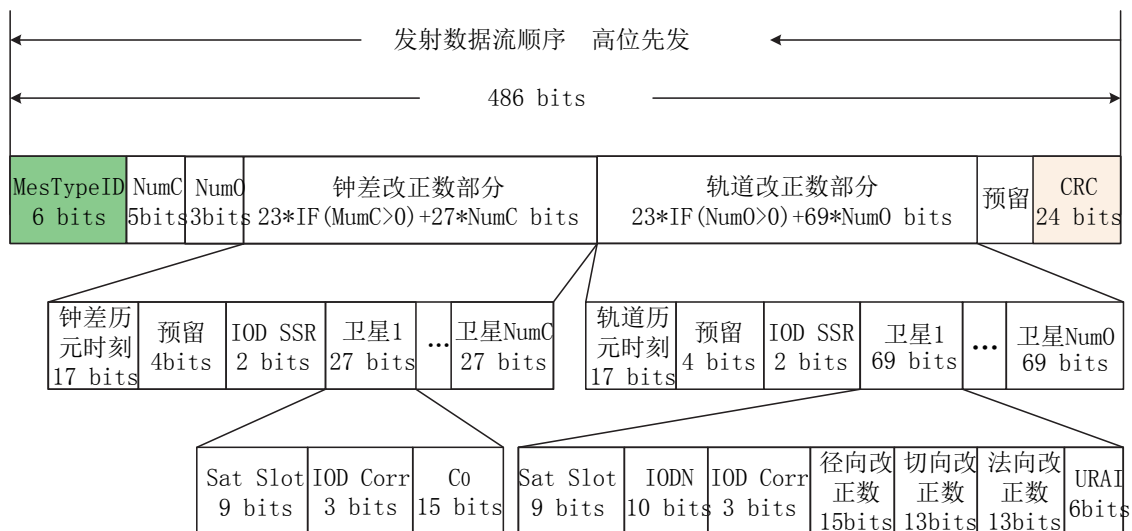 发射数据流顺序 高位先发
486 bits
MesTypeID
6 bits
NumC
5bits
NumO
3bits
钟差改正数部分
23*IF(MumC>0)+27*NumC bits
轨道改正数部分
23*IF(NumO>0)+69*NumO bits
预留
CRC
24 bits
钟差历
元时刻
17 bits
预留
4bits
IOD SSR
2 bits
卫星1
27 bits
…
卫星NumC
27 bits
轨道历
元时刻
17 bits
预留
4 bits
IOD SSR
2 bits
卫星1
69 bits
…
卫星NumO
69 bits
Sat Slot
9 bits
IOD Corr
3 bits
C0
15 bits
Sat Slot
9 bits
IODN
10 bits
IOD Corr
3 bits
径向改
正数
15bits
切向改
正数
13bits
法向改
正数
13bits
URAI
6bits